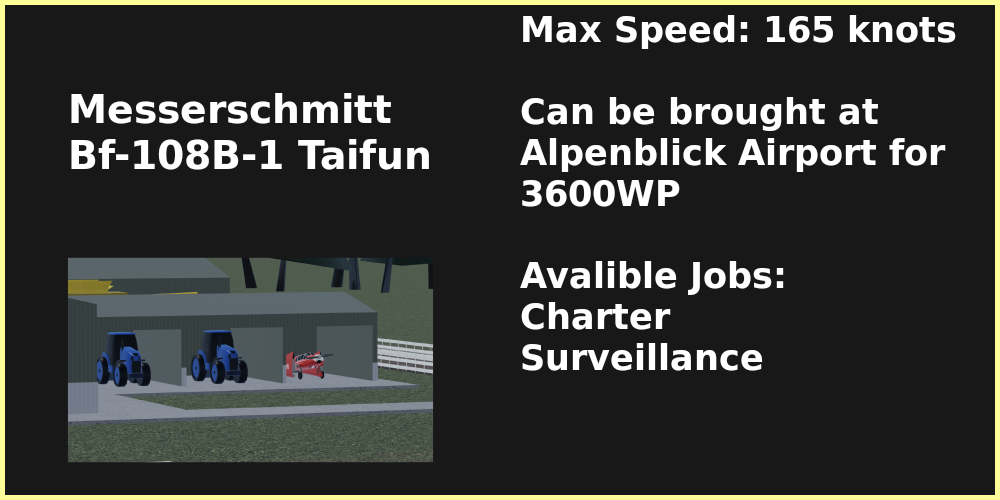 Messerschmitt
Bf-108B-1 Taifun
Max Speed: 165 knots
Can be brought at
Alpenblick Airport for
3600WP
Avalible Jobs:
Charter
Surveillance